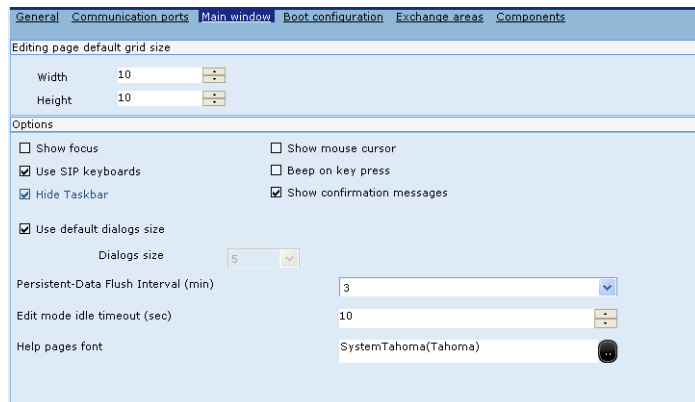 General Communication ports Main window Boot configuration Exchange areas Components
Editing page default grid size
Width 10
Height 10
Options
Show focus Show mouse cursor
Use SIP keyboards Beep on key press
Hide Taskbar Show confirmation messages
Use default dialogs size
Dialogs size 5
Persistent-Data Flush Interval (min) 3
Edit mode idle timeout (sec) 10
Help pages font SystemTahoma(Tahoma) ..